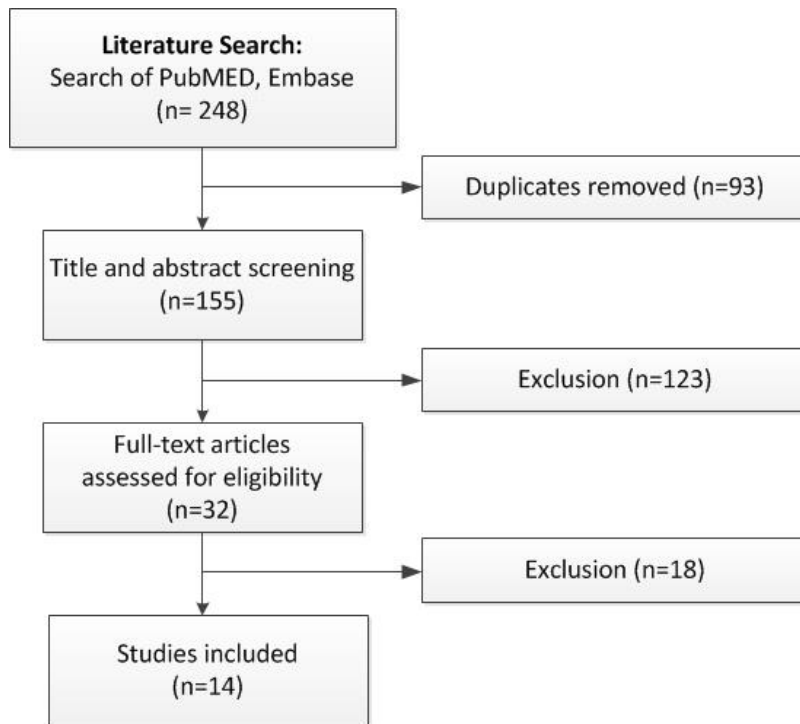 Literature Search:
Search of PubMED, Embase
(n= 248)
Duplicates removed (n=93)
Title and abstract screening
(n=155)
Exclusion (n=123)
Full-text articles
assessed for eligibility
(n=32)
Exclusion (n=18)
Studies included
(n=14)